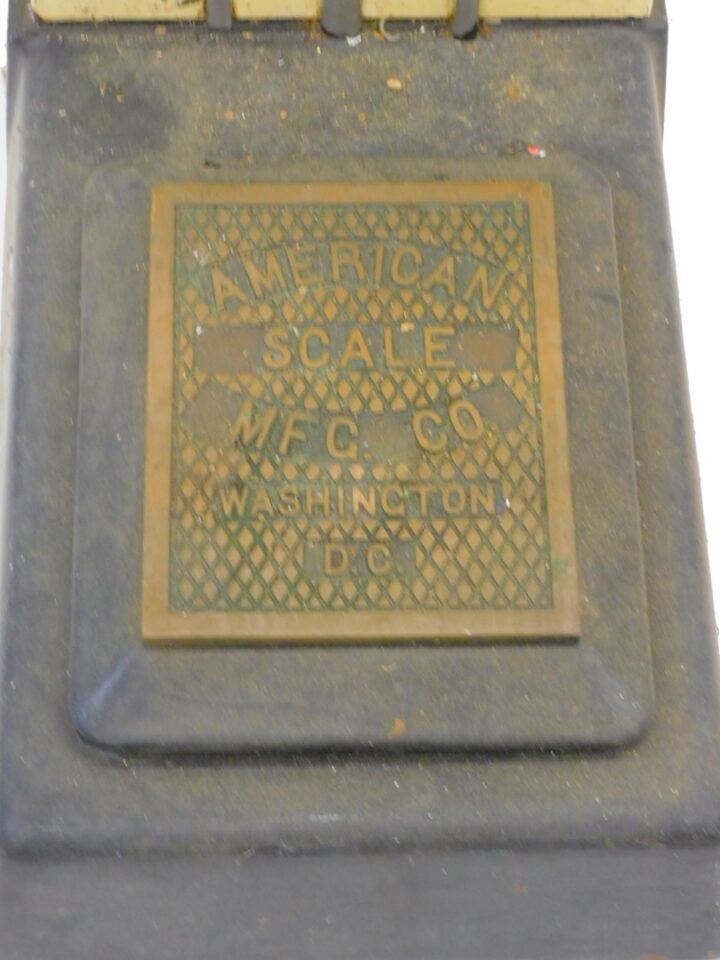 AMERICAN
SCALE
MFG. CO.
WASHINGTON
D.C.